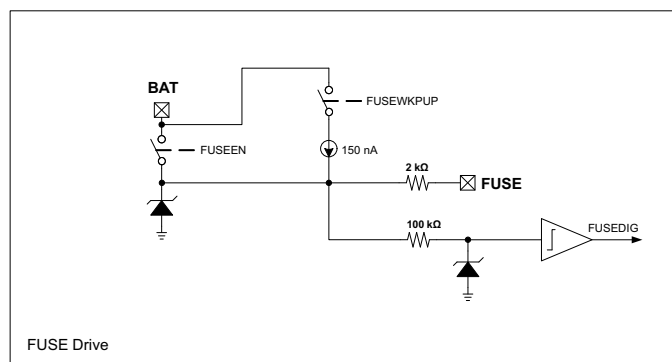 BAT
FUSEWKPUP
FUSEEN
150 nA
2 kΩ
FUSE
100 kΩ
FUSEDIG
FUSE Drive